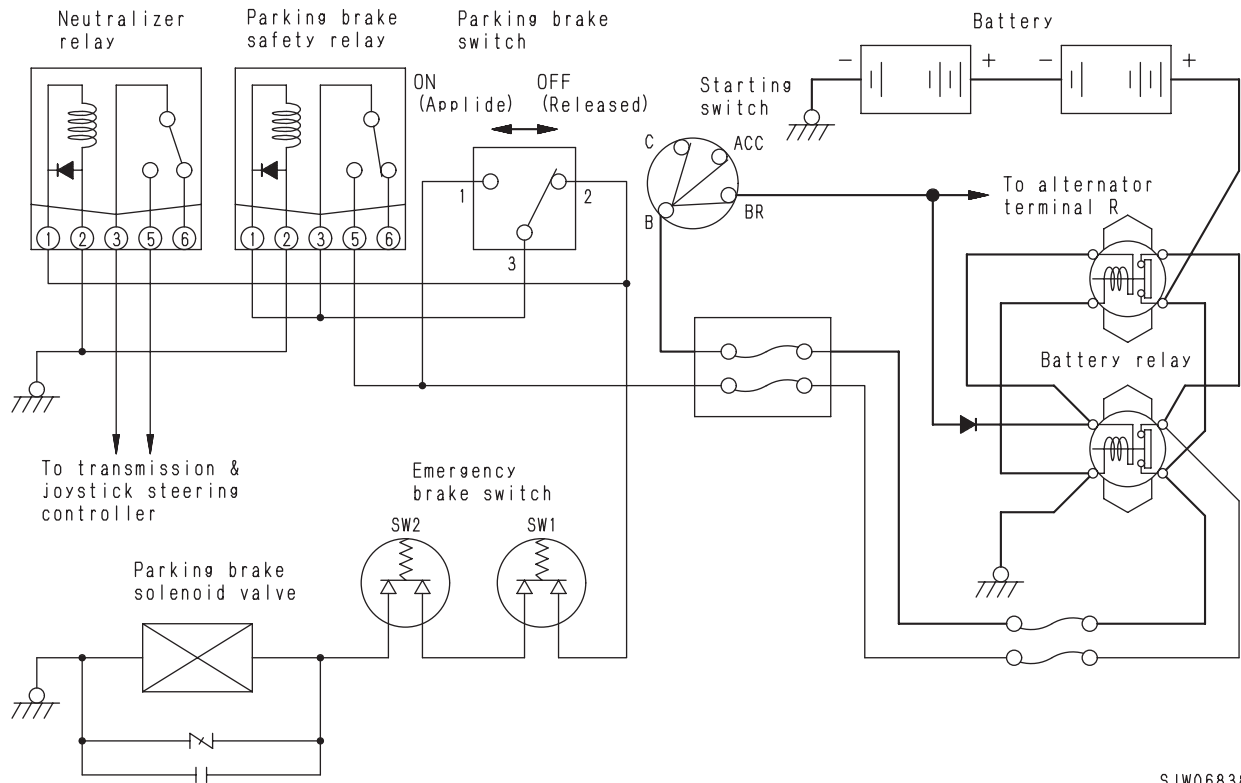 Neutralizer
relay
Parking brake
safety relay
Parking brake
switch
Battery
ON
(Applide)
OFF
(Released)
Starting
switch
- + - +
C
ACC
B
BR
To alternator
terminal R
1
2
3
1 2 3 5 6
1 2 3 5 6
Battery relay
To transmission &
joystick steering
controller
Emergency
brake switch
SW2
SW1
Parking brake
solenoid valve